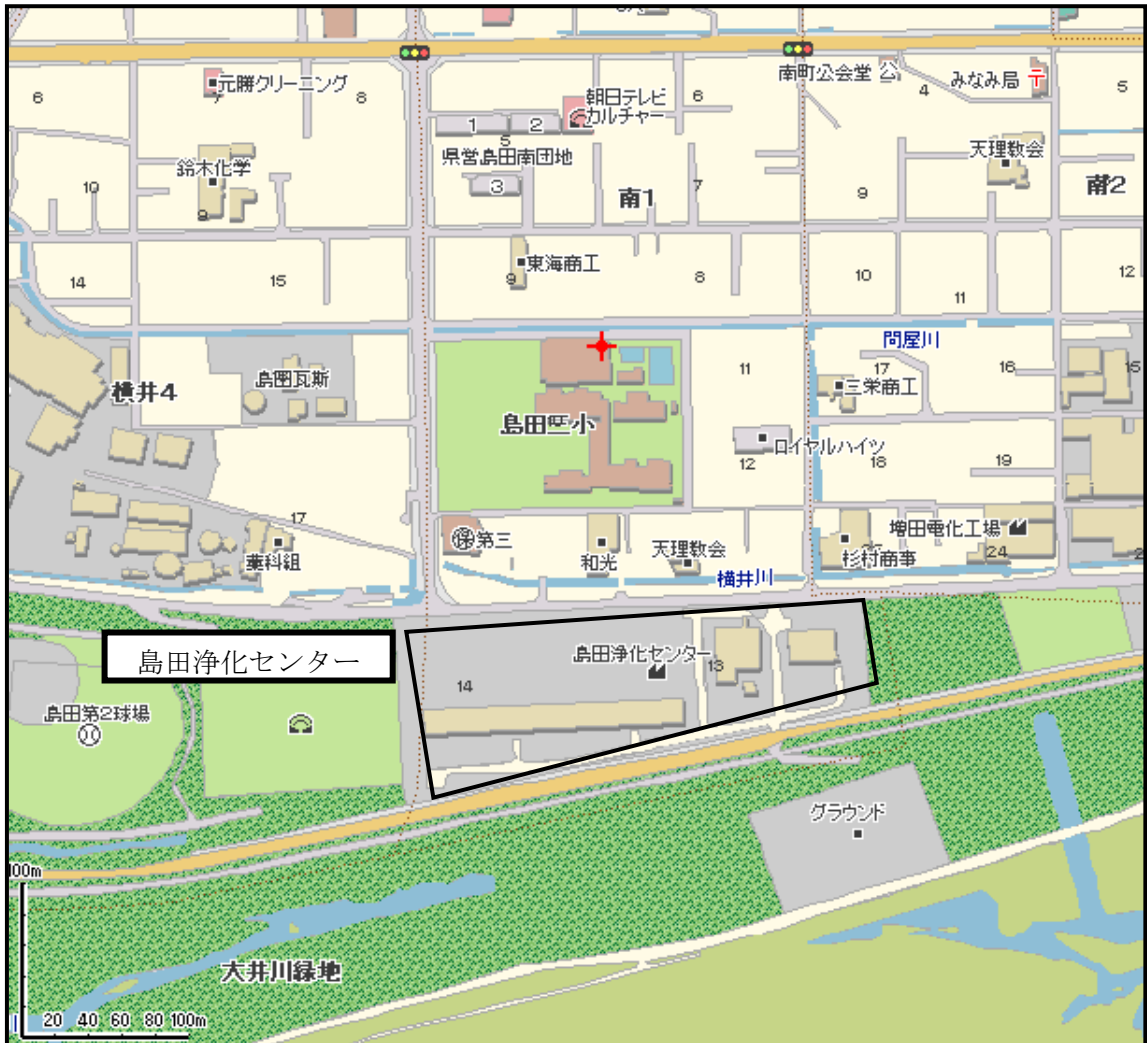 元勝クリーニング
6
7
8
1
2
朝日テレビ
カルチャー
5
6
県営島田南団地
3
南町公会堂
公
4
みなみ局
〒
5
鈴木化学
10
9
南1
7
9
天理教会
南2
14
15
9
東海商工
8
10
11
12
問屋川
横井4
島田瓦斯
島田三小
11
17
三栄商工
16
15
ロイヤルハイツ
12
18
19
17
薬科組
保
第三
和光
天理教会
横井川
杉村商事
増田電化工場
24
島田浄化センター
島田浄化センター
13
14
島田第2球場
グラウンド
大井川緑地
100m
20 40 60 80 100m